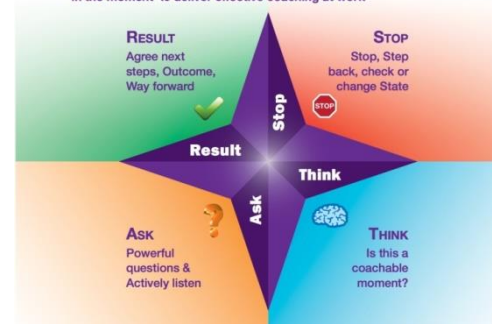 in the moment' to deliver effective coaching at work
RESULT
Agree next
steps, Outcome,
Way forward
STOP
Stop, Step
back, check or
change State
STOP
Stop
Result
Think
Ask
ASK
Powerful
questions &
Actively listen
THINK
Is this a
coachable
moment?